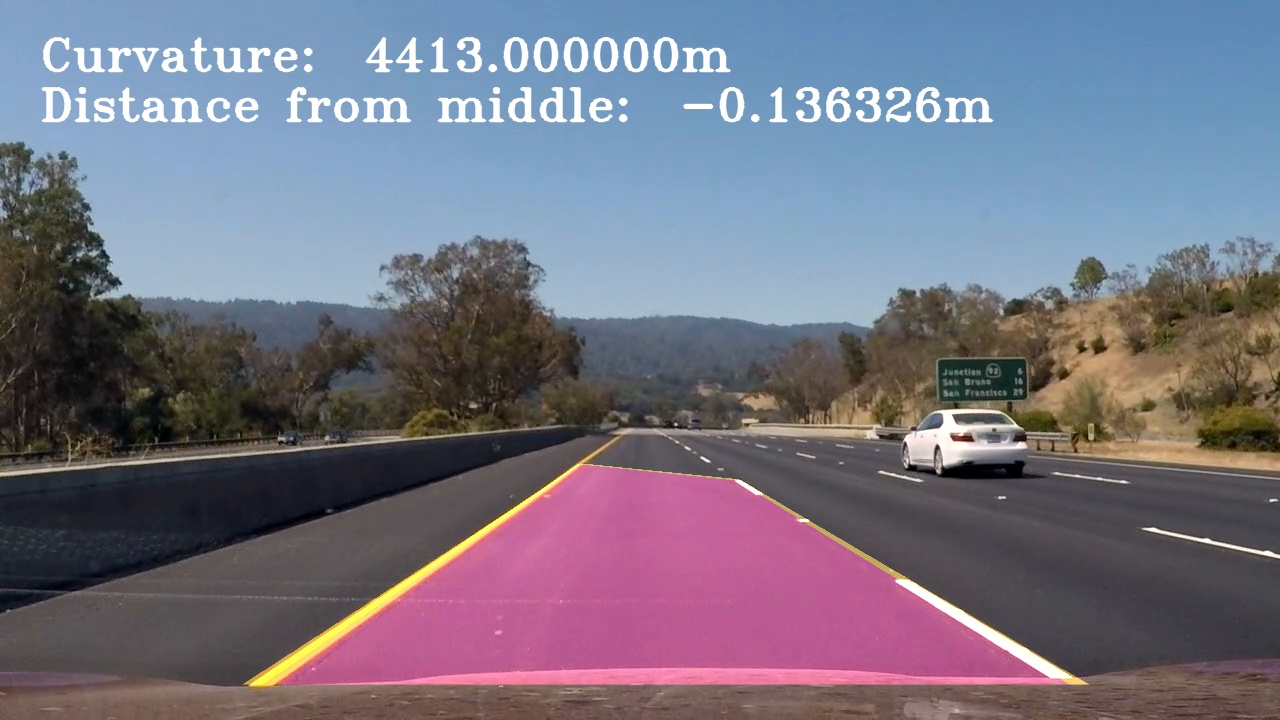 Curvature: 4413.000000m
Distance from middle: -0.136326m
Junction 92 6
San Bruno 16
San Francisco 29